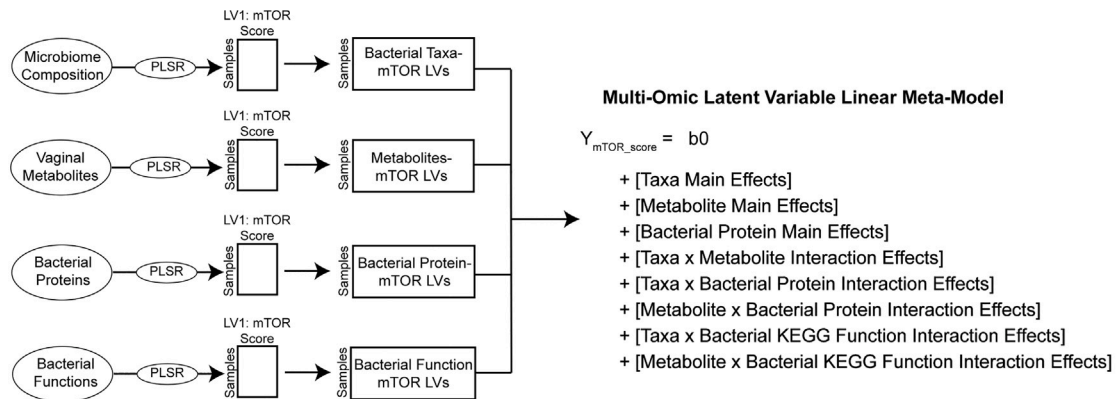 Microbiome
Composition
PLSR
Samples
LV1: mTOR
Score
Samples
Bacterial Taxa-
mTOR LVs
Vaginal
Metabolites
PLSR
Samples
LV1: mTOR
Score
Samples
Metabolites-
mTOR LVs
Bacterial
Proteins
PLSR
Samples
LV1: mTOR
Score
Samples
Bacterial Protein-
mTOR LVs
Bacterial
Functions
PLSR
Samples
LV1: mTOR
Score
Samples
Bacterial Function
mTOR LVs
Multi-Omic Latent Variable Linear Meta-Model
YmTOR_score = b0
+ [Taxa Main Effects]
+ [Metabolite Main Effects]
+ [Bacterial Protein Main Effects]
+ [Taxa x Metabolite Interaction Effects]
+ [Taxa x Bacterial Protein Interaction Effects]
+ [Metabolite x Bacterial Protein Interaction Effects]
+ [Taxa x Bacterial KEGG Function Interaction Effects]
+ [Metabolite x Bacterial KEGG Function Interaction Effects]